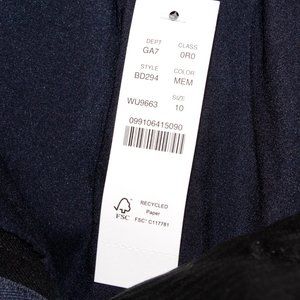 DEPT CLASS
GA7 0R0
STYLE COLOR
BD294 MEM
WU9663 SIZE
10
099106415090
FSC
RECYCLED
Paper
FSC® C117781